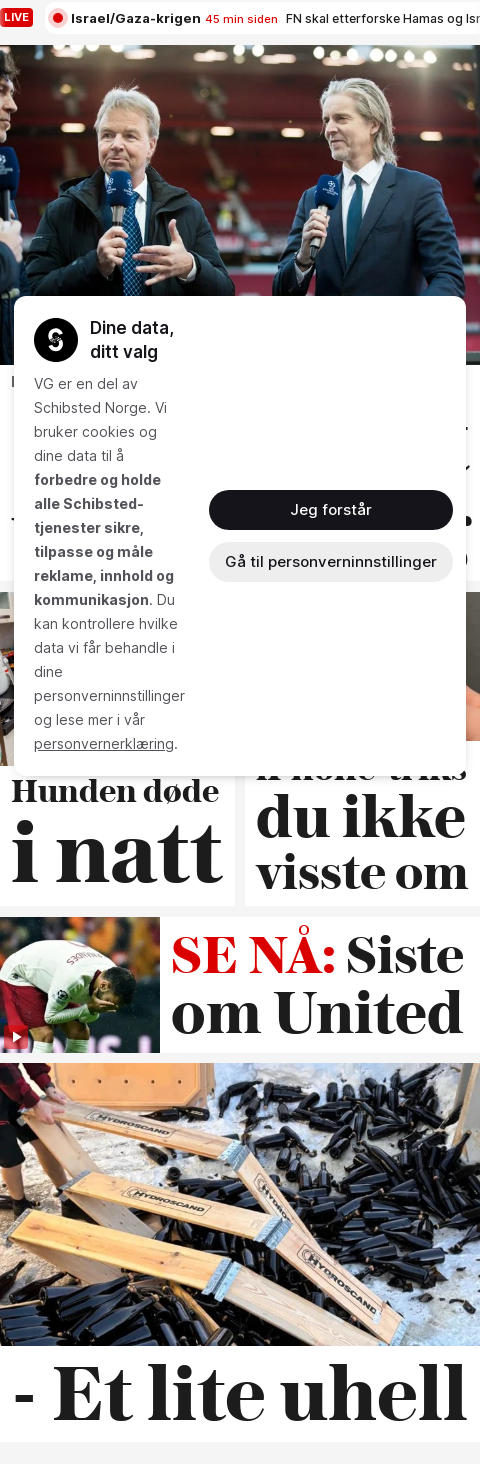 LIVE
Israel/Gaza-krigen 45 min siden FN skal etterforske Hamas og Isr
Dine data,
ditt valg
VG er en del av
Schibsted Norge. Vi
bruker cookies og
dine data til å
forbedre og holde
alle Schibsted-
tjenester sikre,
tilpasse og måle
reklame, innhold og
kommunikasjon. Du
kan kontrollere hvilke
data vi får behandle i
dine
personverninnstillinger
og lese mer i vår
personvernerklæring.
Jeg forstår
Gå til personverninnstillinger
Hunden døde
i natt
du ikke
visste om
SE NÅ: Siste
om United
HYDROSCAND
HYDROSCAND
HYDROSCAND
- Et lite uhell